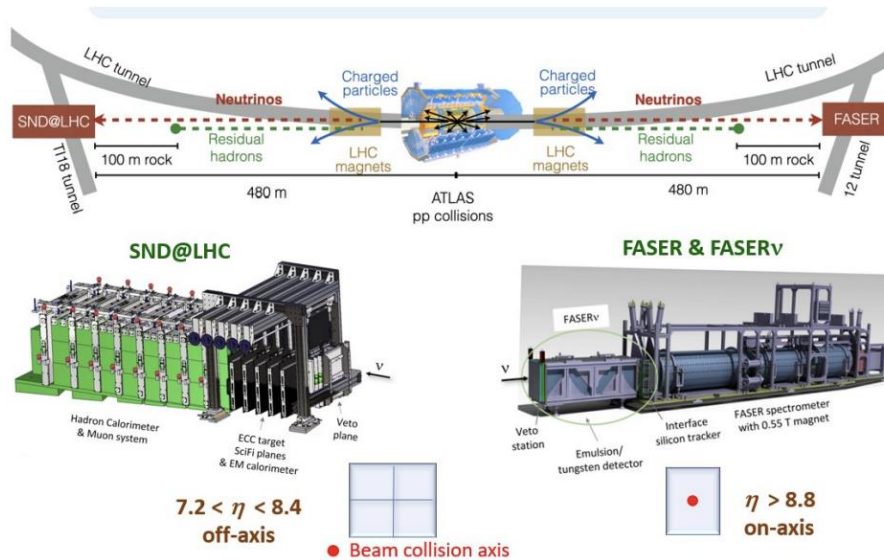 LHC tunnel
LHC tunnel
Charged
particles
Charged
particles
Neutrinos
Neutrinos
SND@LHC
FASER
Residual
hadrons
LHC
magnets
LHC
magnets
Residual
hadrons
100 m rock
100 m rock
TI18 tunnel
12 tunnel
480 m
480 m
ATLAS
pp collisions
SND@LHC
FASER & FASERν
FASERν
ν
ν
Hadron Calorimeter
& Muon system
ECC target
SciFi planes
& EM calorimeter
Veto
plane
Veto
station
Emulsion/
tungsten detector
Interface
silicon tracker
FASER spectrometer
with 0.55 T magnet
7.2 < η < 8.4
off-axis
η > 8.8
on-axis
Beam collision axis